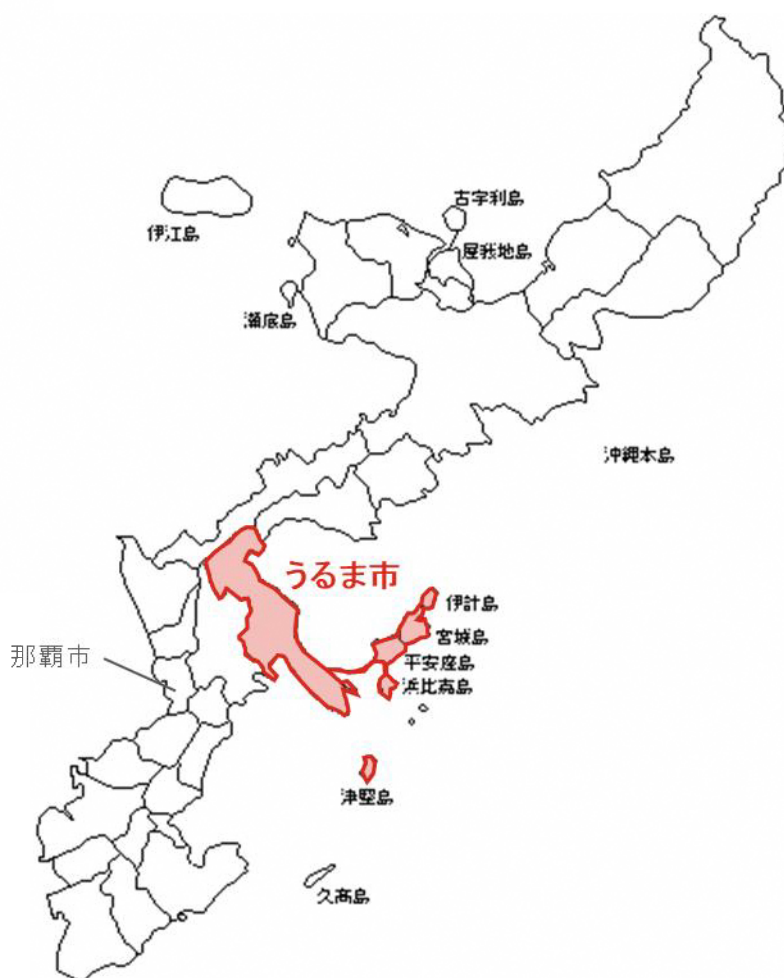 古宇利島
伊江島
屋我地島
瀬底島
沖縄本島
うるま市
伊計島
宮城島
那覇市
平安座島
浜比嘉島
津堅島
久高島